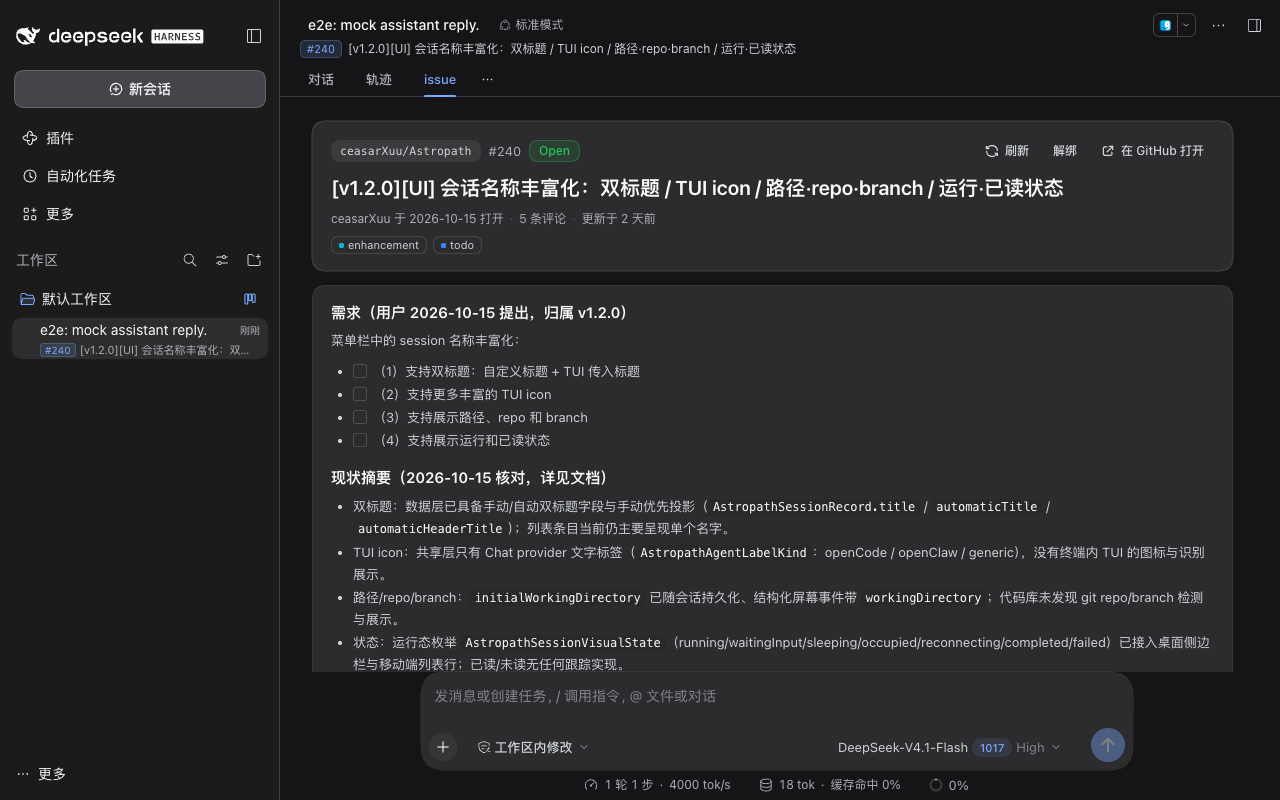 deepseek HARNESS
新会话
插件
自动化任务
更多
工作区
默认工作区
e2e: mock assistant reply. 刚刚
#240 [v1.2.0][UI] 会话名称丰富化：双...
更多
e2e: mock assistant reply. 标准模式
#240 [v1.2.0][UI] 会话名称丰富化：双标题 / TUI icon / 路径·repo·branch / 运行·已读状态
对话 轨迹 issue ···
ceasarXuu/Astropath #240 Open 刷新 解绑 在 GitHub 打开
[v1.2.0][UI] 会话名称丰富化：双标题 / TUI icon / 路径·repo·branch / 运行·已读状态
ceasarXuu 于 2026-10-15 打开 · 5 条评论 · 更新于 2 天前
enhancement todo
需求（用户 2026-10-15 提出，归属 v1.2.0）
菜单栏中的 session 名称丰富化：
• （1）支持双标题：自定义标题 + TUI 传入标题
• （2）支持更多丰富的 TUI icon
• （3）支持展示路径、repo 和 branch
• （4）支持展示运行和已读状态
现状摘要（2026-10-15 核对，详见文档）
• 双标题：数据层已具备手动/自动双标题字段与手动优先投影（ AstropathSessionRecord.title / automaticTitle /
automaticHeaderTitle ）；列表条目当前仍主要呈现单个名字。
• TUI icon：共享层只有 Chat provider 文字标签（ AstropathAgentLabelKind ：openCode / openClaw / generic），没有终端内 TUI 的图标与识别
展示。
• 路径/repo/branch： initialWorkingDirectory 已随会话持久化、结构化屏幕事件带 workingDirectory ；代码库未发现 git repo/branch 检测
与展示。
• 状态：运行态枚举 AstropathSessionVisualState （running/waitingInput/sleeping/occupied/reconnecting/completed/failed）已接入桌面侧边
栏与移动端列表行；已读/未读无任何跟踪实现。
发消息或创建任务, / 调用指令, @ 文件或对话
工作区内修改 DeepSeek-V4.1-Flash 1017 High
1 轮 1 步 · 4000 tok/s 18 tok · 缓存命中 0% 0%